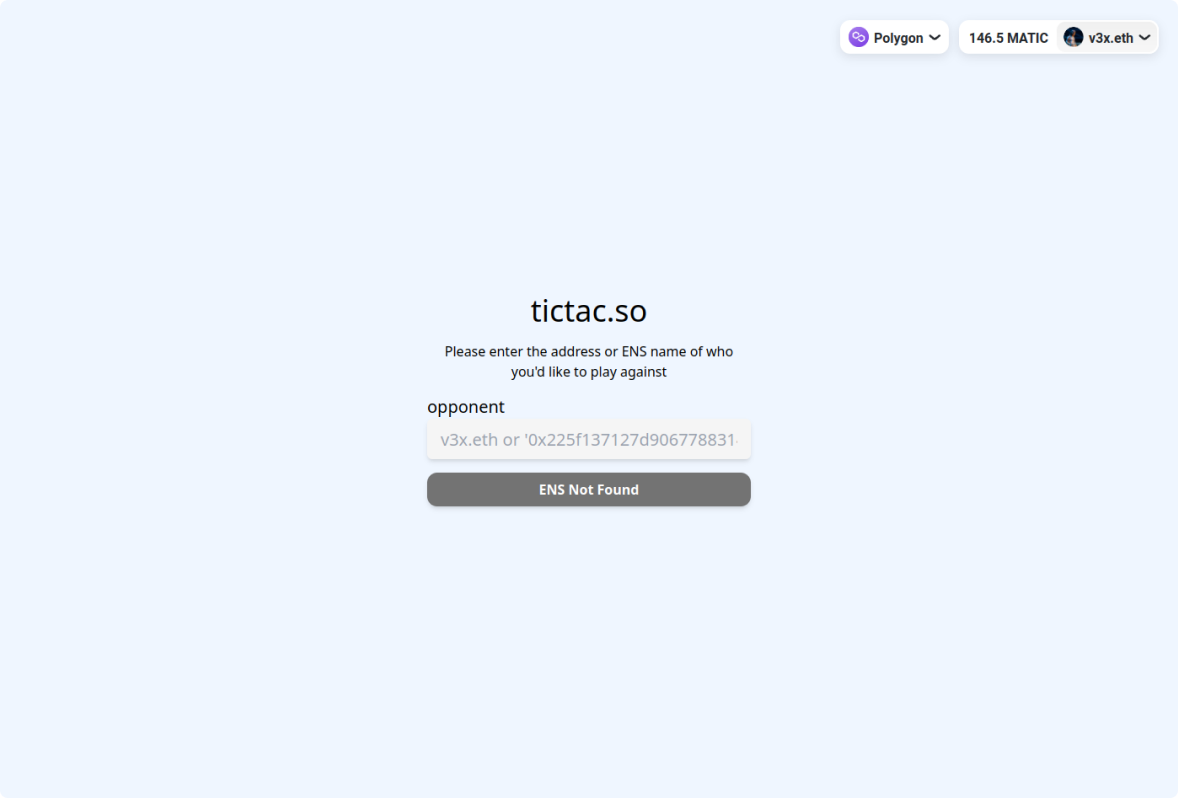 Polygon
146.5 MATIC
v3x.eth
tictac.so
Please enter the address or ENS name of who
you'd like to play against
opponent
v3x.eth or '0x225f137127d906778831
ENS Not Found